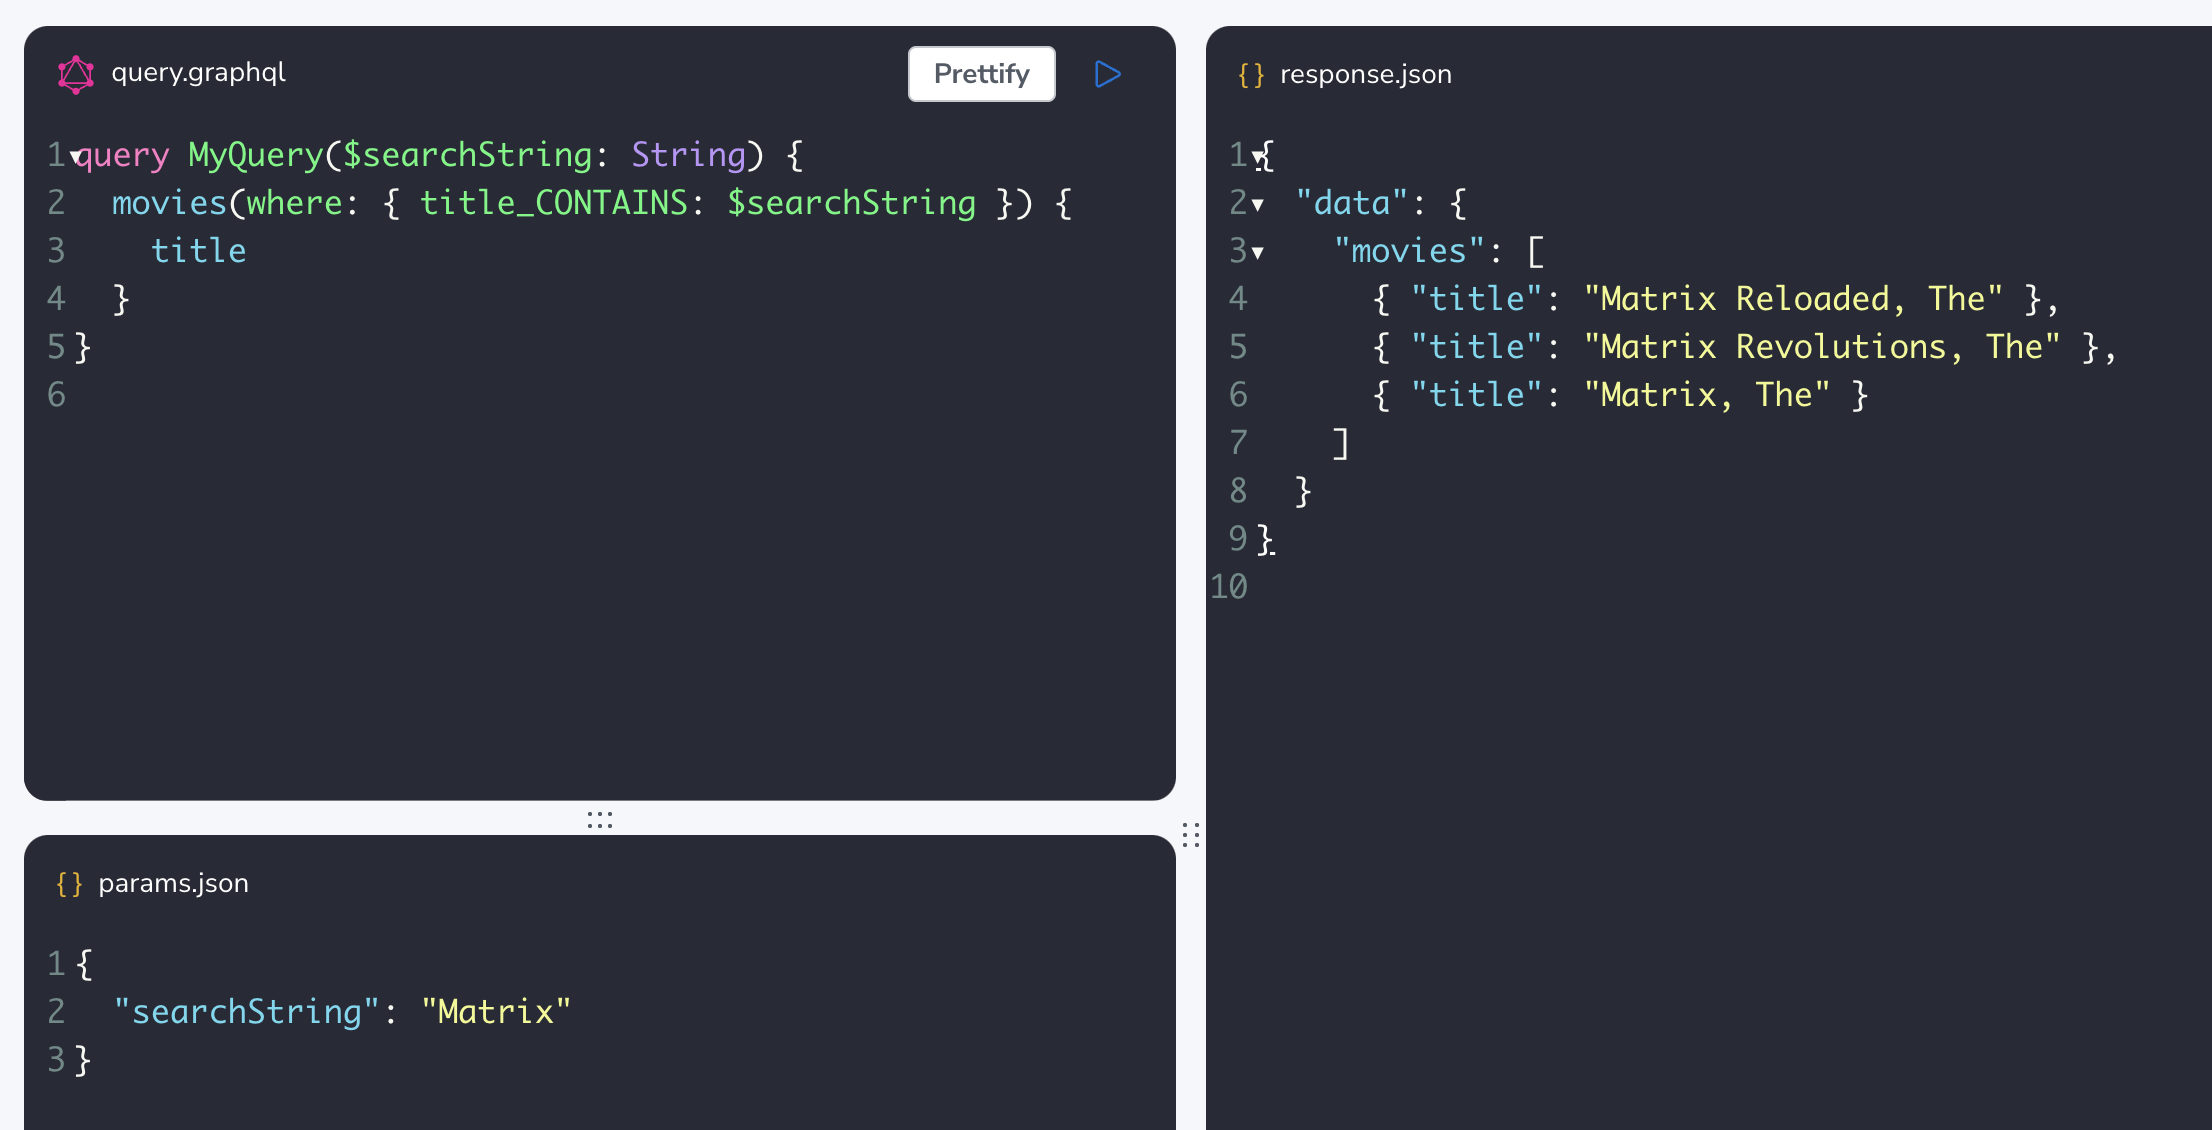 query.graphql
Prettify
1 query MyQuery($searchString: String) {
2   movies(where: { title_CONTAINS: $searchString }) {
3     title
4   }
5 }
6
{} params.json
1 {
2   "searchString": "Matrix"
3 }
{} response.json
1 {
2   "data": {
3     "movies": [
4       { "title": "Matrix Reloaded, The" },
5       { "title": "Matrix Revolutions, The" },
6       { "title": "Matrix, The" }
7     ]
8   }
9 }
10